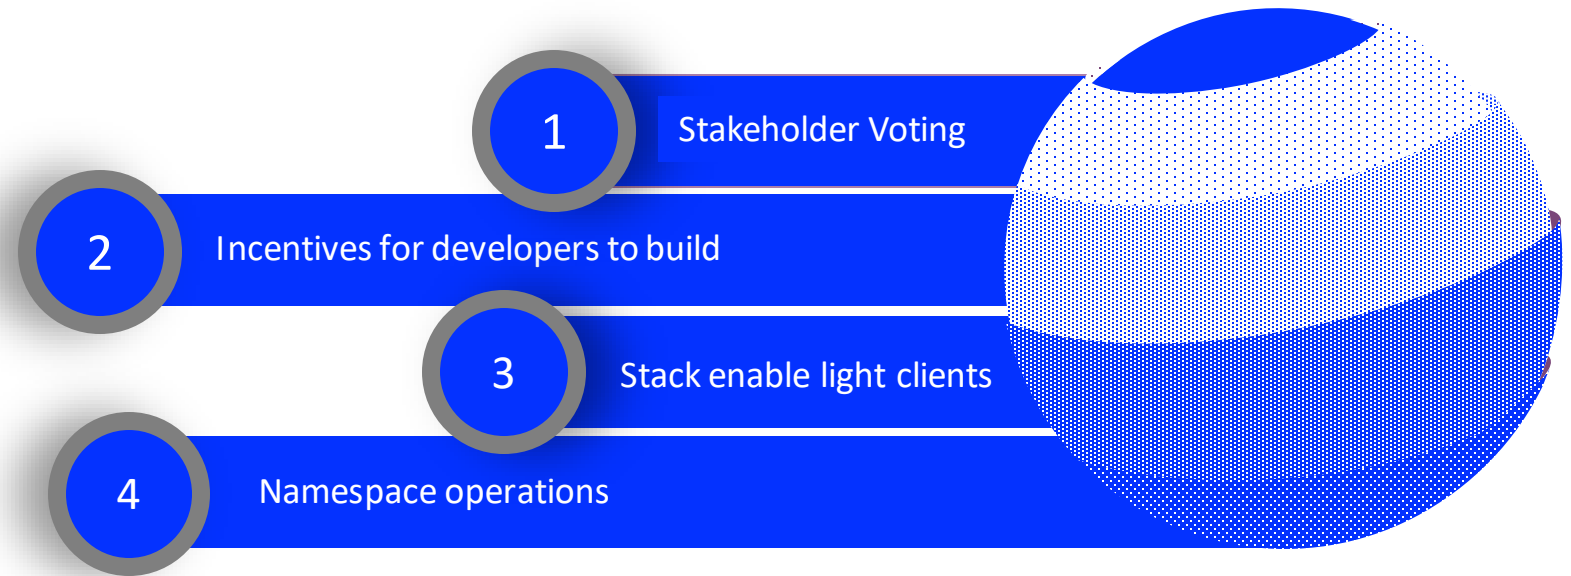 1
Stakeholder Voting
2
Incentives for developers to build
3
Stack enable light clients
4
Namespace operations